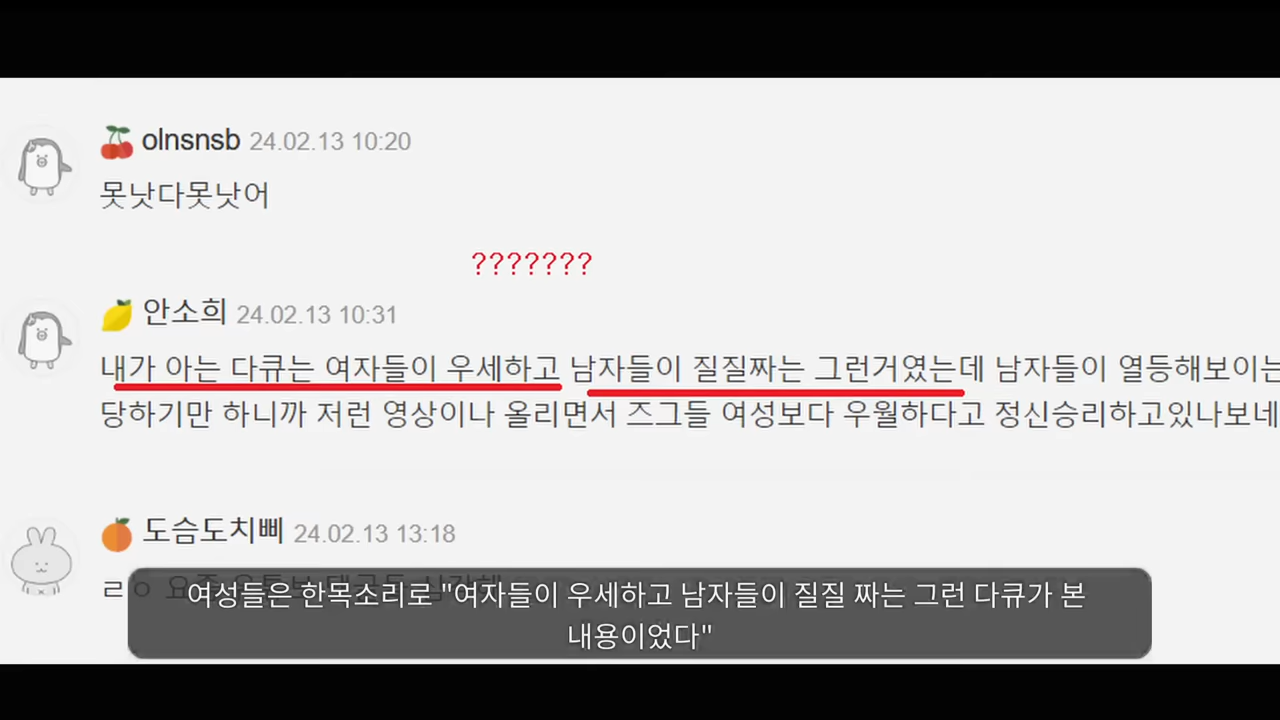 olnsnsb 24.02.13 10:20
못낫다못낫어
???????
안소희 24.02.13 10:31
내가 아는 다큐는 여자들이 우세하고 남자들이 질질짜는 그런거였는데 남자들이 열등해보이는
당하기만 하니까 저런 영상이나 올리면서 즈그들 여성보다 우월하다고 정신승리하고있나보네
도슴도치삐 24.02.13 13:18
ㄹㅇ 요즘
여성들은 한목소리로 "여자들이 우세하고 남자들이 질질 짜는 그런 다큐가 본
내용이었다"